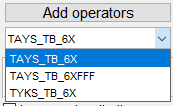 Add operators
TAYS_TB_6X
TAYS_TB_6X
TAYS_TB_6XFFF
TYKS_TB_6X